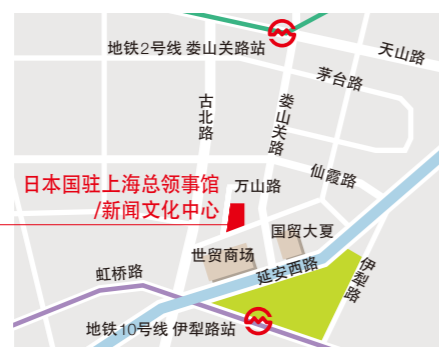 地铁2号线 娄山关路站
天山路
茅台路
古北路
娄山关路
仙霞路
日本国驻上海总领事馆
/新闻文化中心
万山路
国贸大夏
世贸商场
虹桥路
延安西路
伊犁路
地铁10号线 伊犁路站